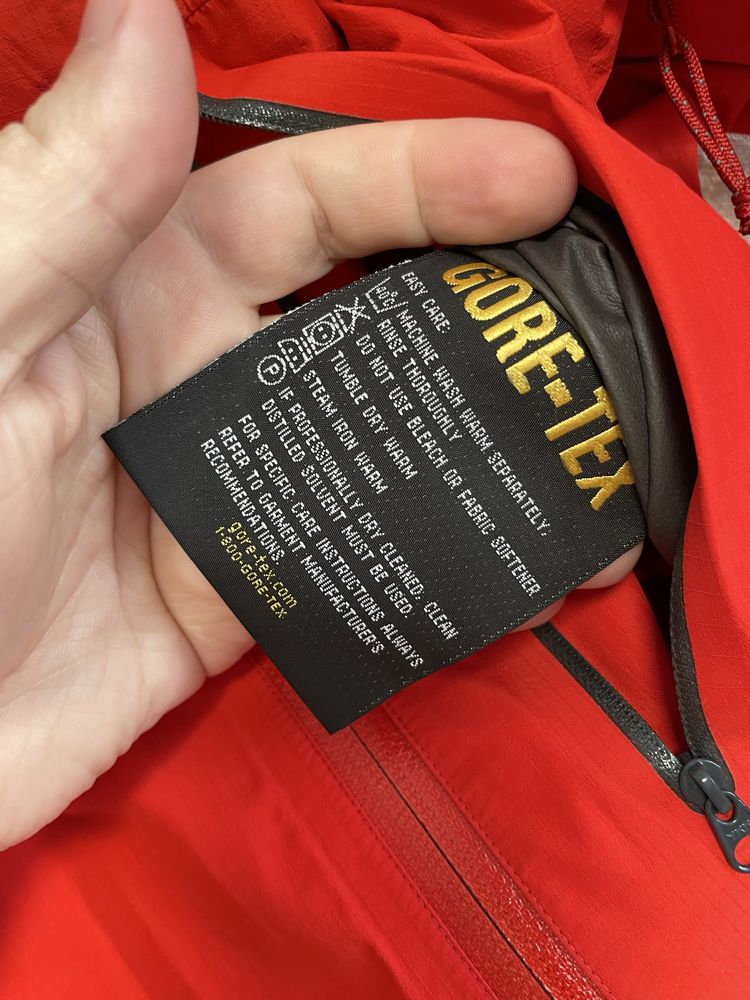 GORE-TEX
EASY CARE:
40°C MACHINE WASH WARM SEPARATELY;
RINSE THOROUGHLY
DO NOT USE BLEACH OR FABRIC SOFTENER
TUMBLE DRY WARM
STEAM IRON WARM
P IF PROFESSIONALLY DRY CLEANED; CLEAN
DISTILLED SOLVENT MUST BE USED.
FOR SPECIFIC CARE INSTRUCTIONS ALWAYS
REFER TO GARMENT MANUFACTURER'S
RECOMMENDATIONS.
gore-tex.com
1-800-GORE-TEX